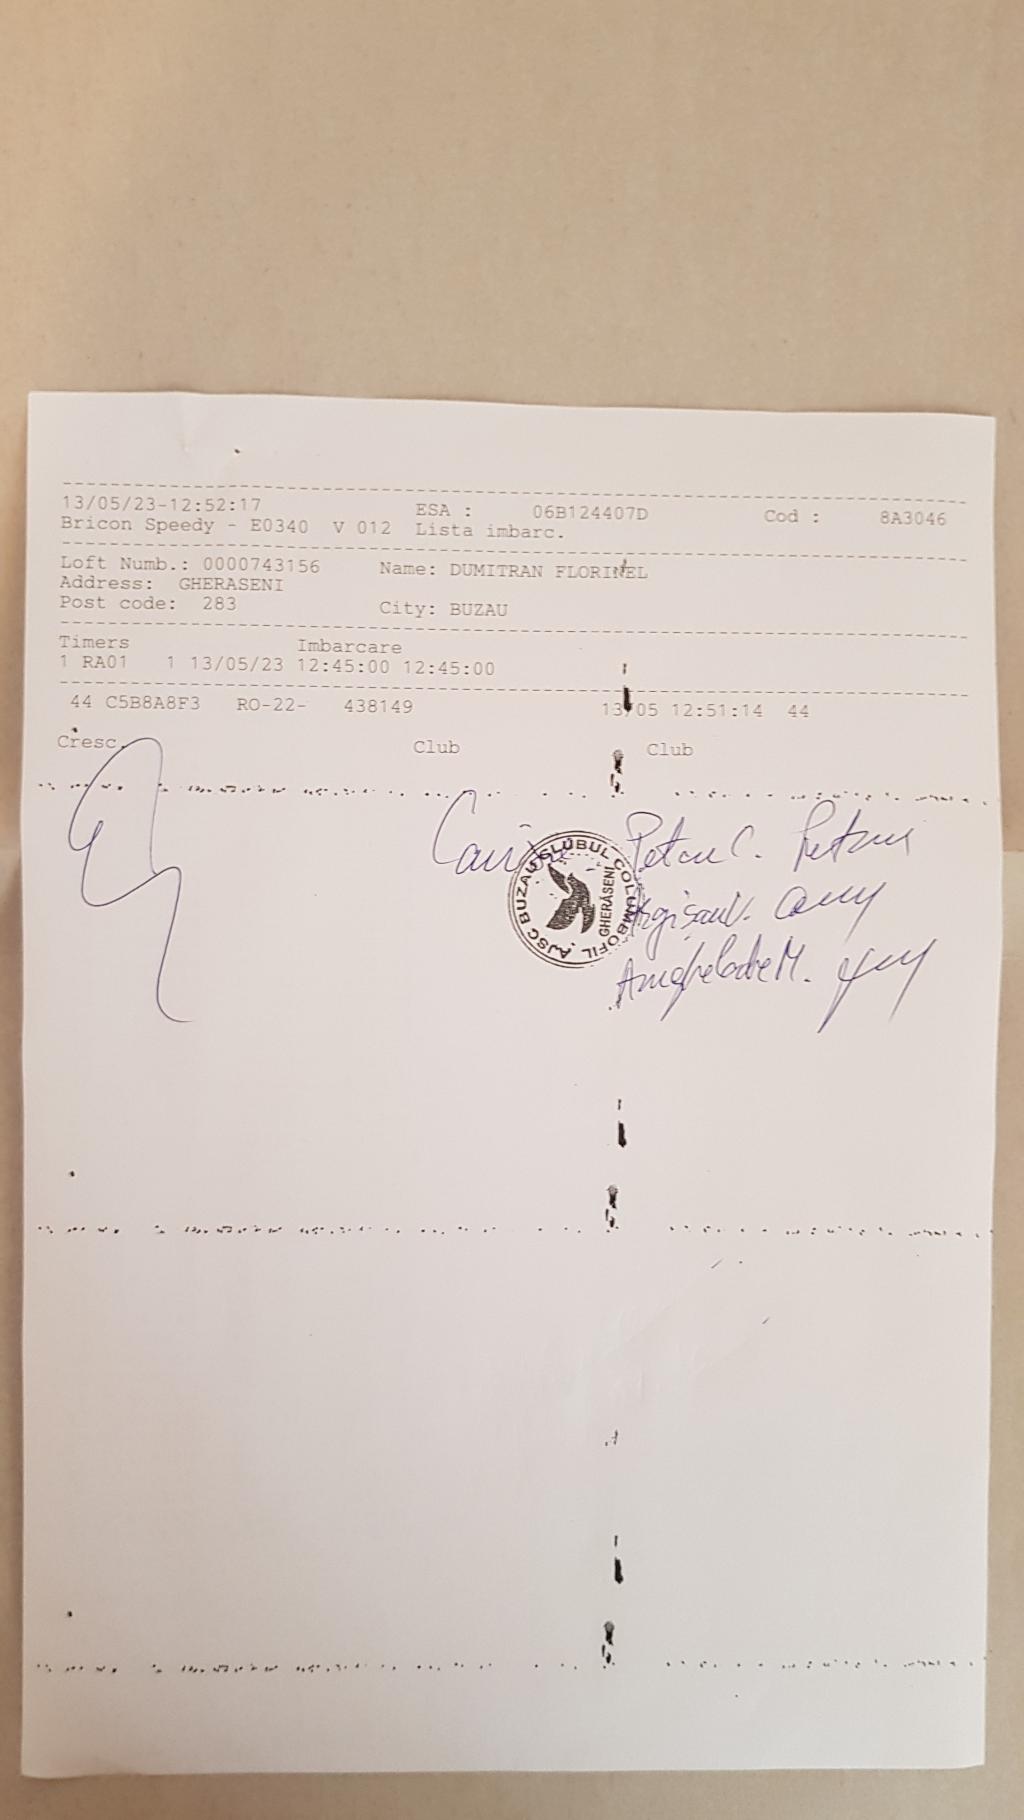 13/05/23-12:52:17 ESA : 06B124407D Cod : 8A3046
Bricon Speedy - E0340 V 012 Lista imbarc.
Loft Numb.: 0000743156 Name: DUMITRAN FLORINEL
Address: GHERASENI
Post code: 283 City: BUZAU
Timers Imbarcare
1 RA01 1 13/05/23 12:45:00 12:45:00
44 C5B8A8F3 RO-22- 438149 13/05 12:51:14 44
Cresc. Club Club
Petau C.
AJSC BUZAU CLUBUL COLUMBOFIL
GHERĂSENI